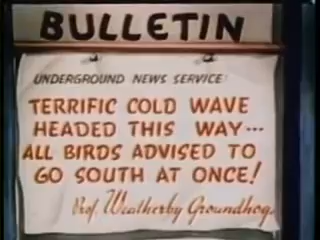 BULLETIN
UNDERGROUND NEWS SERVICE:
TERRIFIC COLD WAVE
HEADED THIS WAY---
ALL BIRDS ADVISED TO
GO SOUTH AT ONCE!
Prof. Weatherby Groundhog.